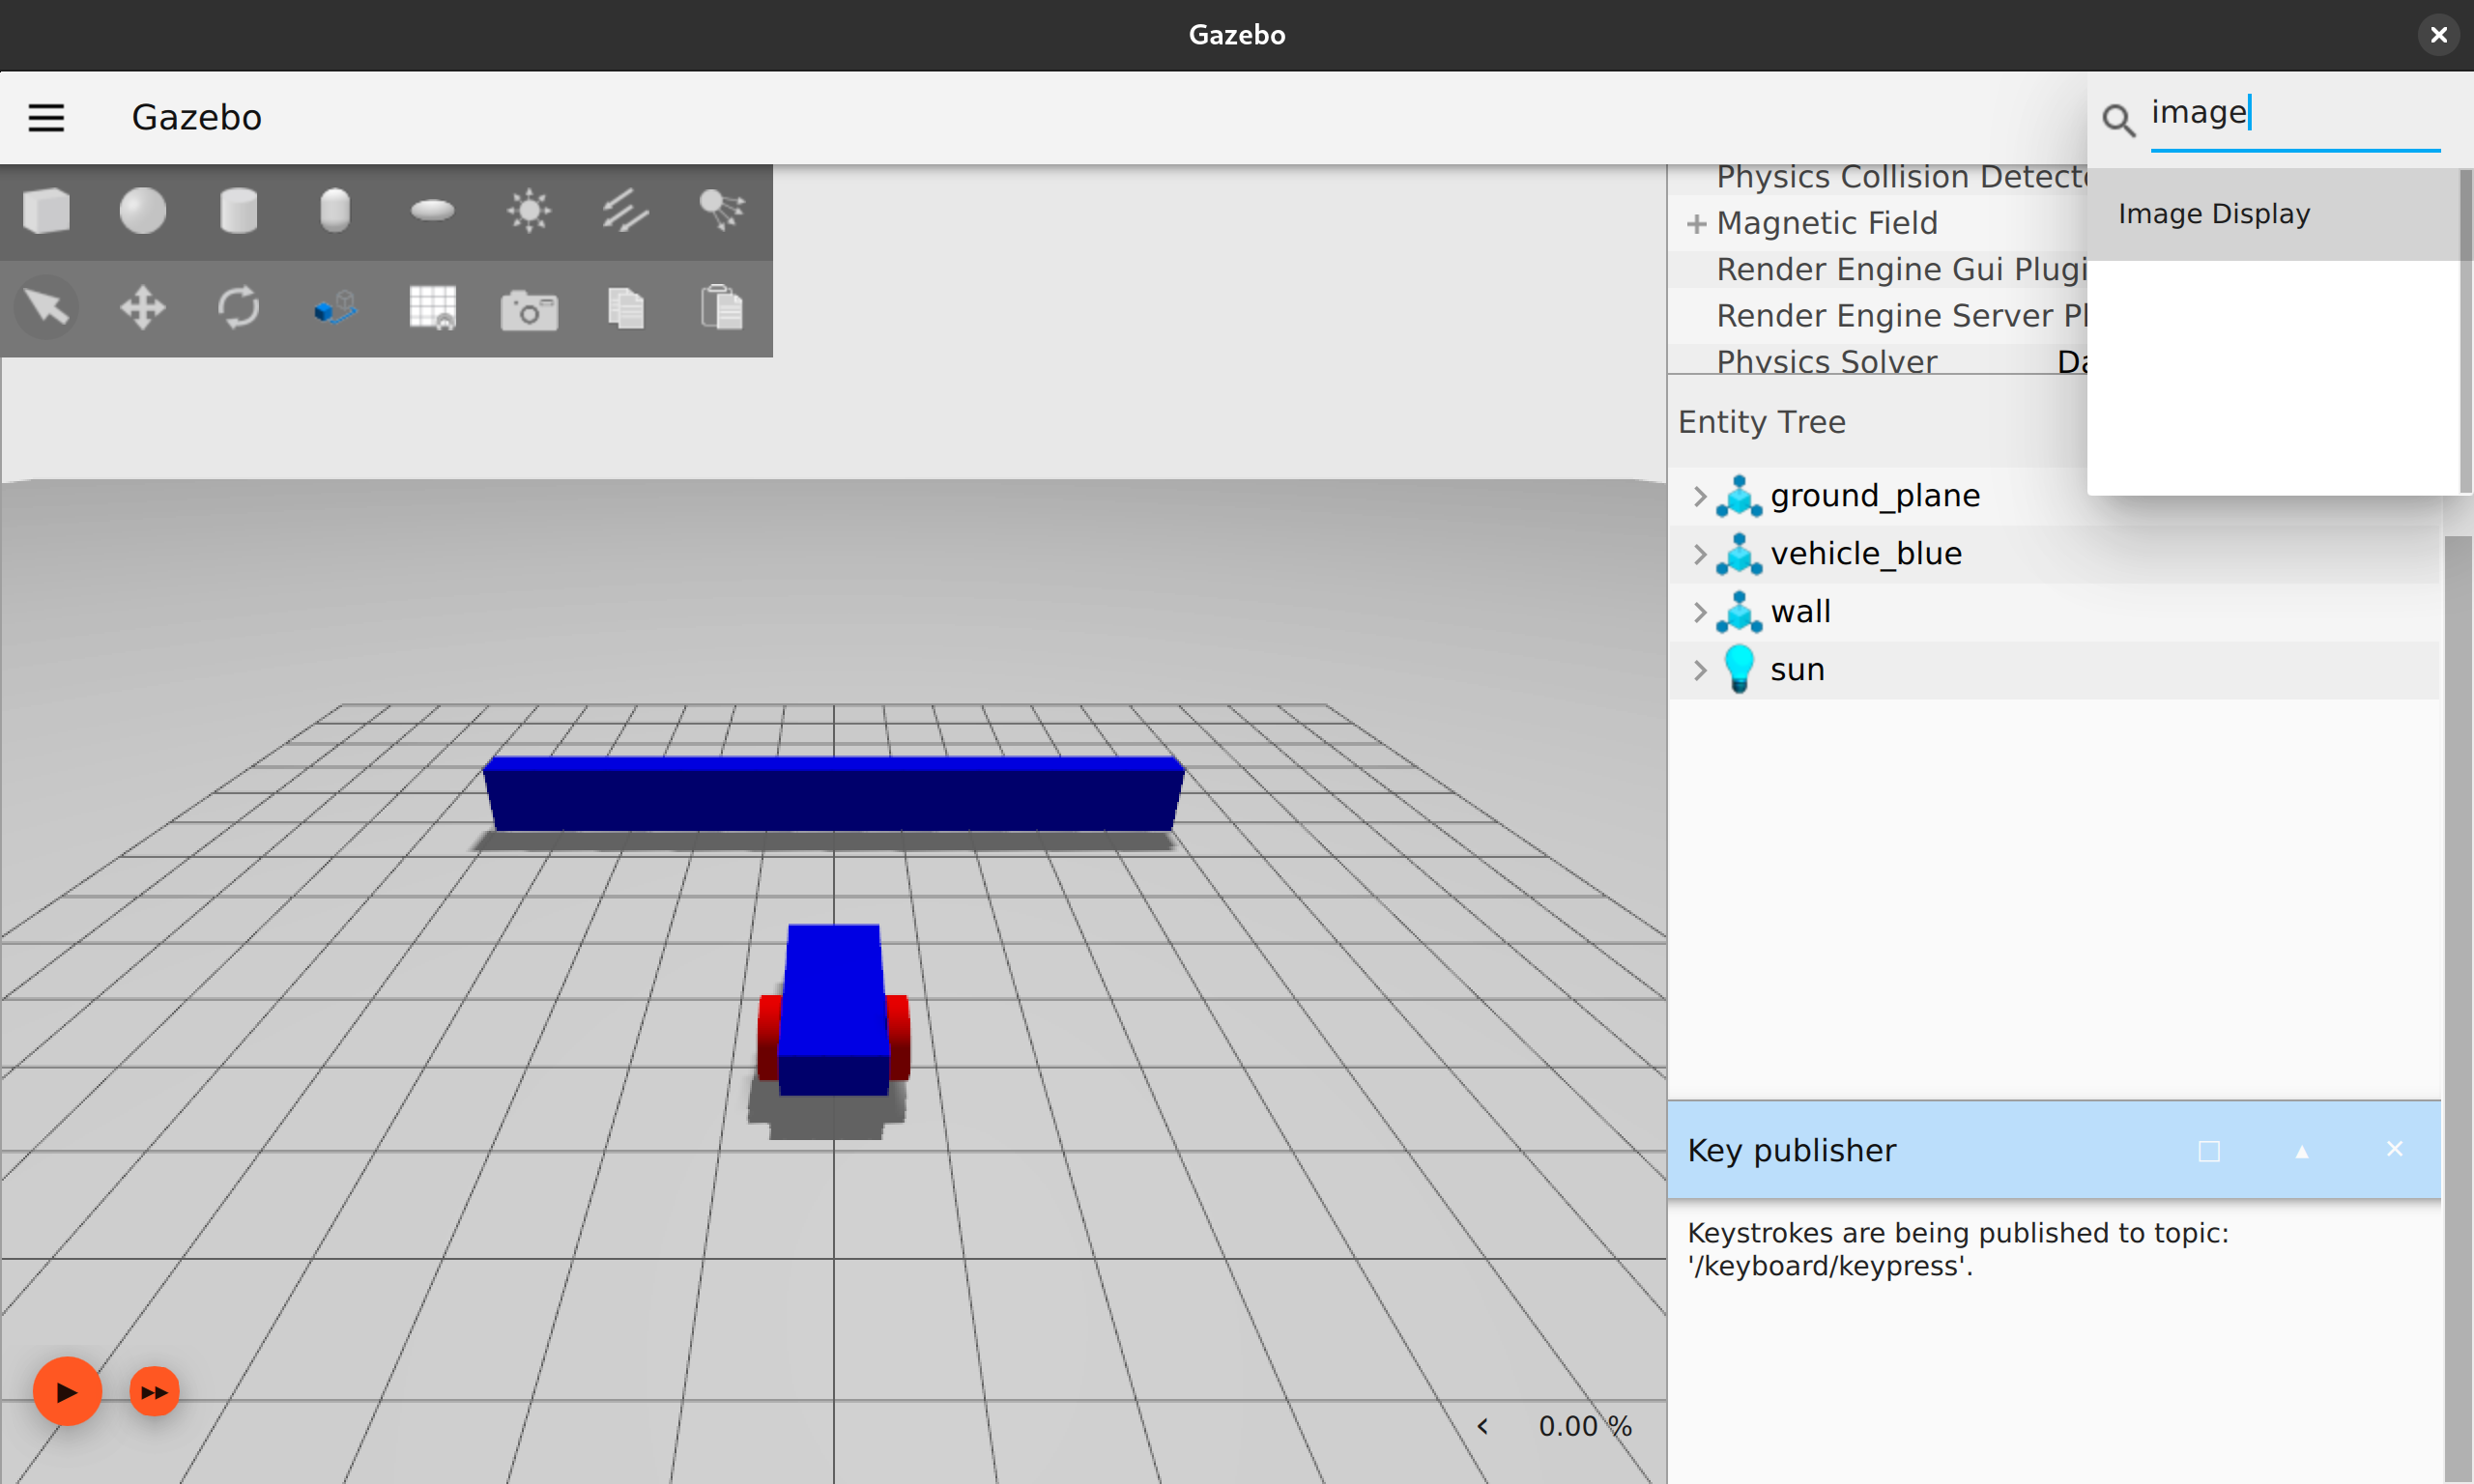 Gazebo
Gazebo
image
Image Display
Physics Collision Detect
Magnetic Field
Render Engine Gui Plugi
Render Engine Server Pl
Physics Solver Da
Entity Tree
ground_plane
vehicle_blue
wall
sun
Key publisher
Keystrokes are being published to topic:
'/keyboard/keypress'.
0.00 %